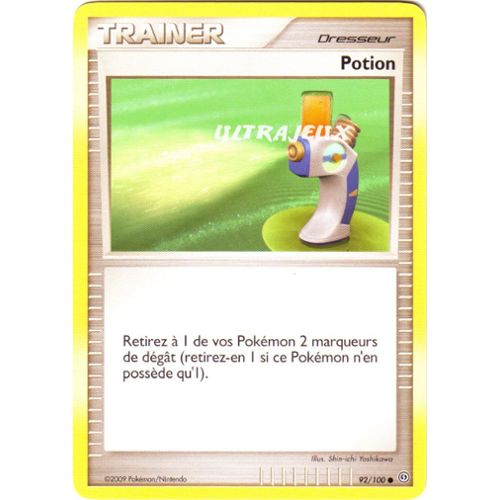 TRAINER
Dresseur
Potion
ULTRAJEUX
Retirez à 1 de vos Pokémon 2 marqueurs
de dégât (retirez-en 1 si ce Pokémon n'en
possède qu'1).
Illus. Shin-ichi Yoshikawa
©2009 Pokémon/Nintendo
92/100